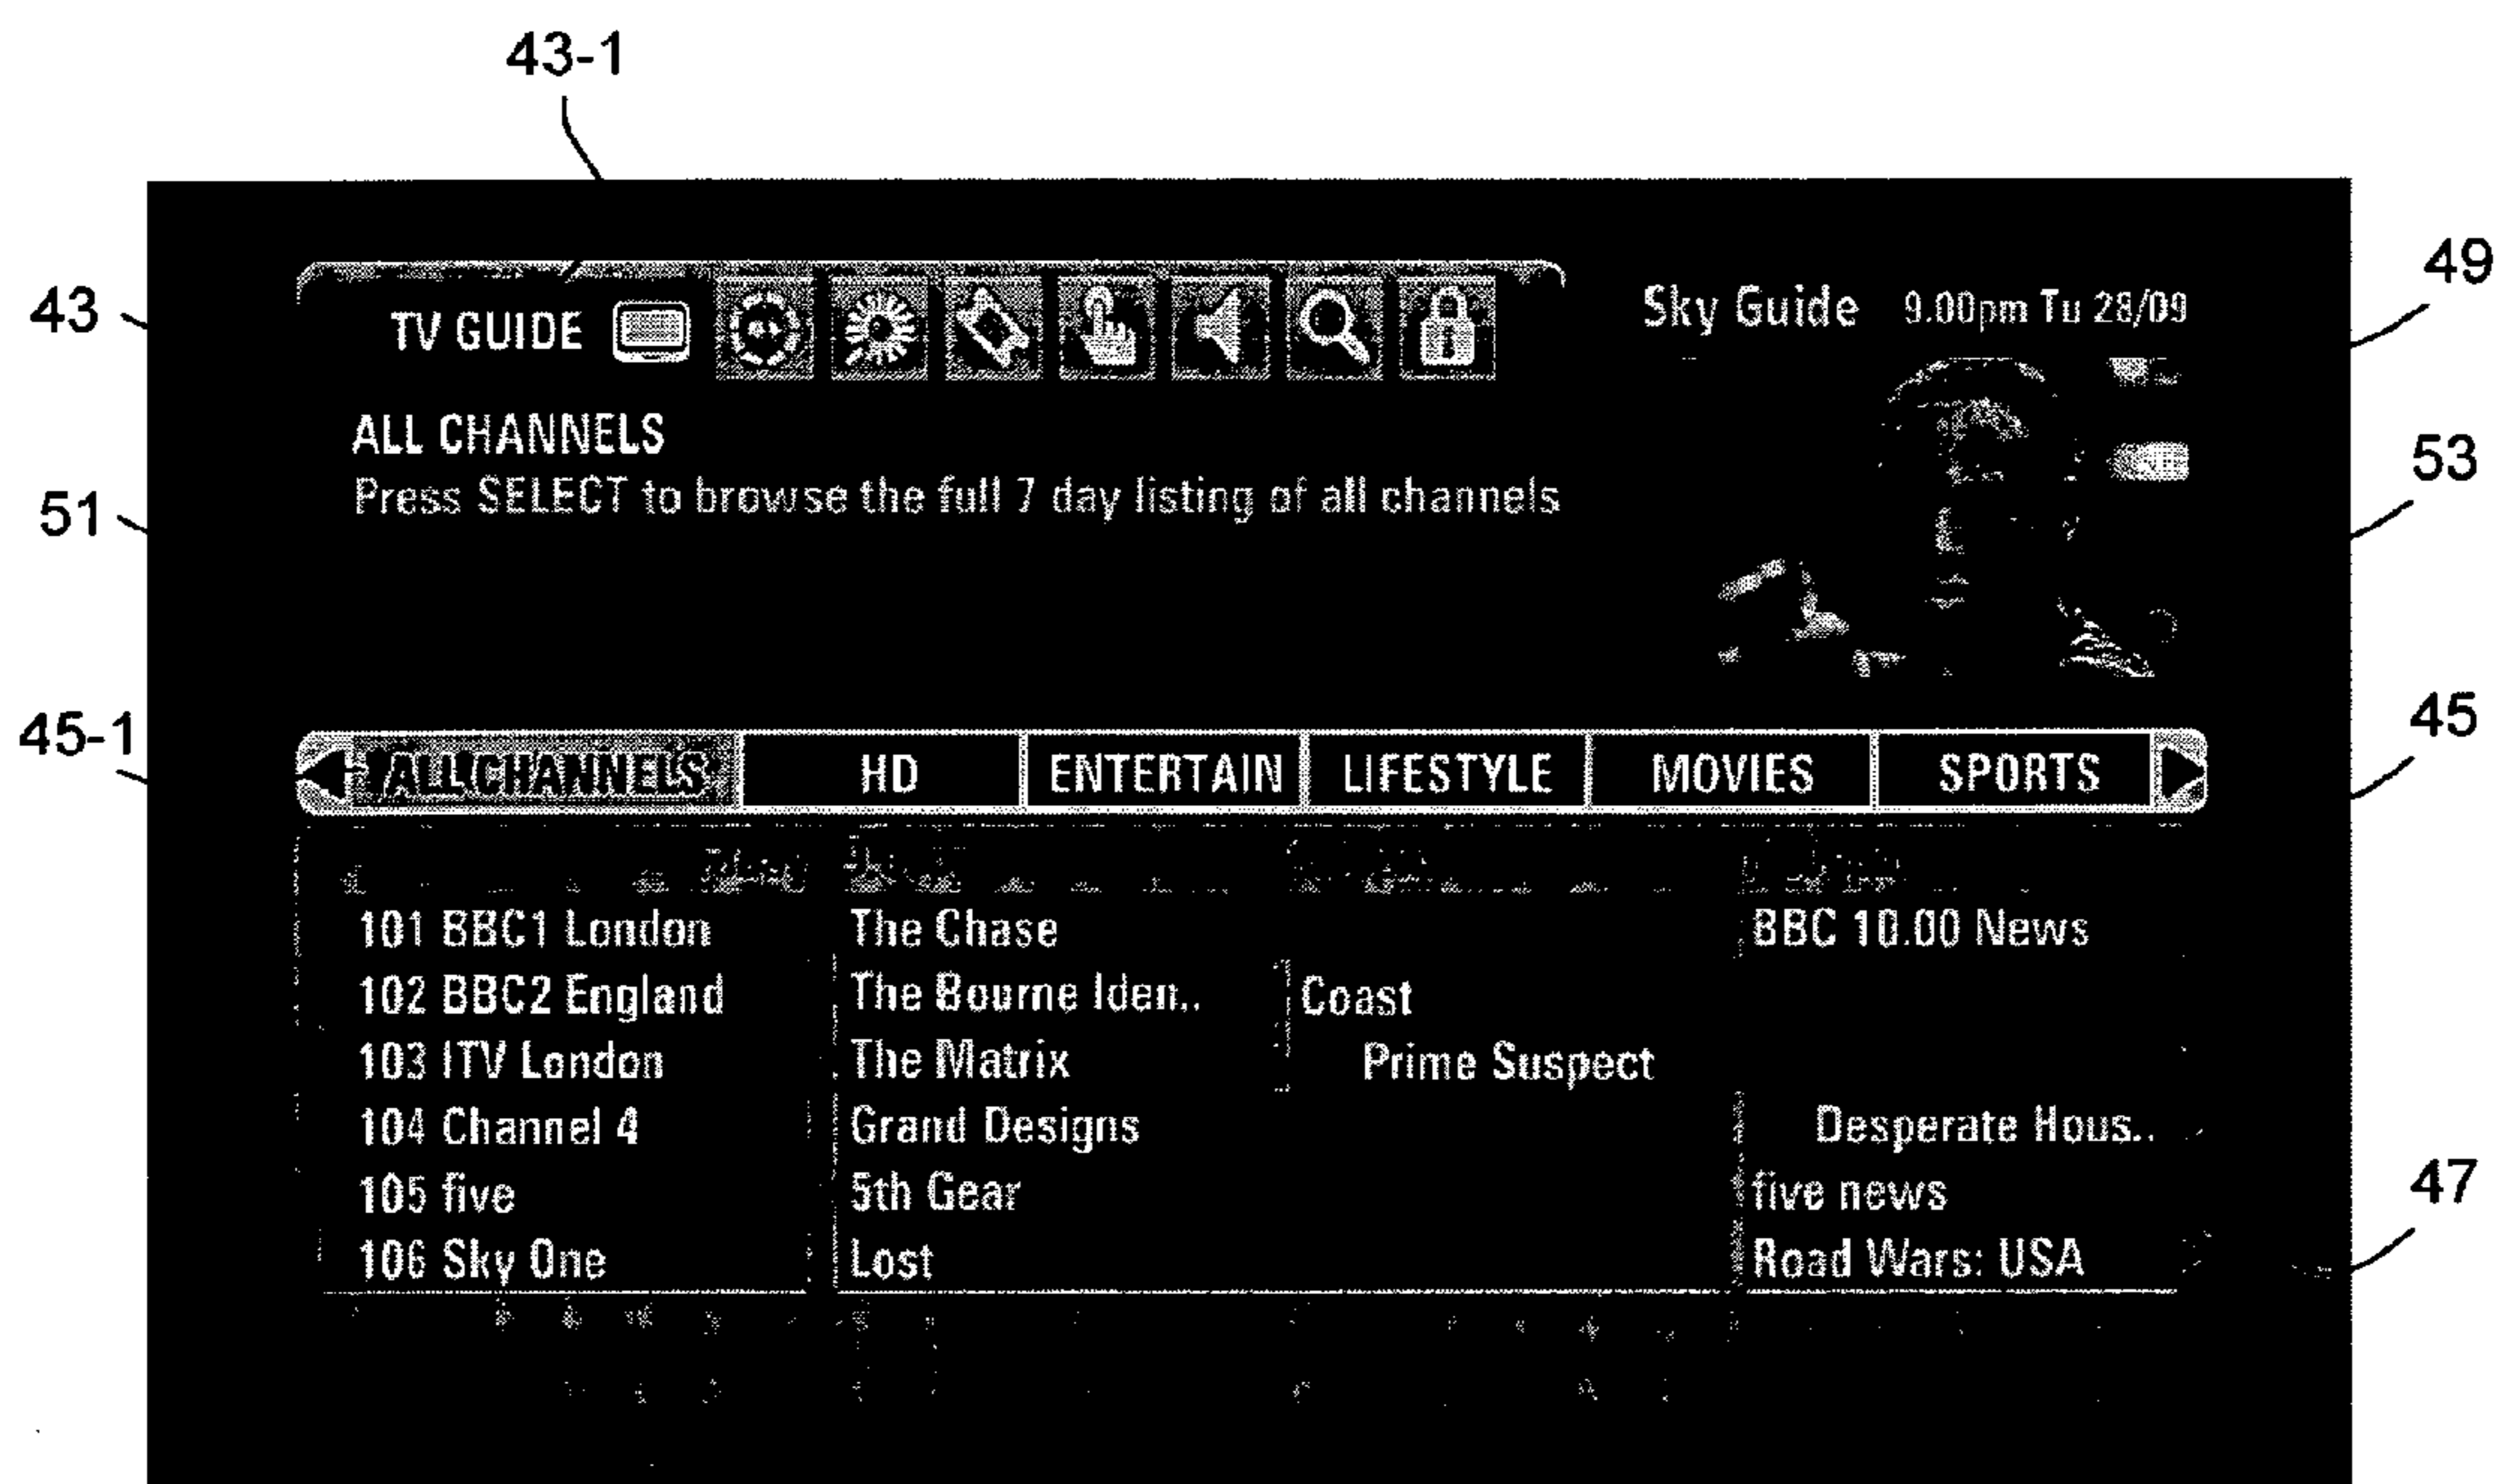 43-1
43
TV GUIDE
Sky Guide 9.00pm Tu 28/09
49
ALL CHANNELS
Press SELECT to browse the full 7 day listing of all channels
51
53
45-1
45
ALL CHANNELS HD ENTERTAIN LIFESTYLE MOVIES SPORTS
101 BBC1 London The Chase BBC 10.00 News
102 BBC2 England The Bourne Iden.. Coast
103 ITV London The Matrix Prime Suspect
104 Channel 4 Grand Designs Desperate Hous..
105 five 5th Gear five news
47
106 Sky One Lost Road Wars: USA